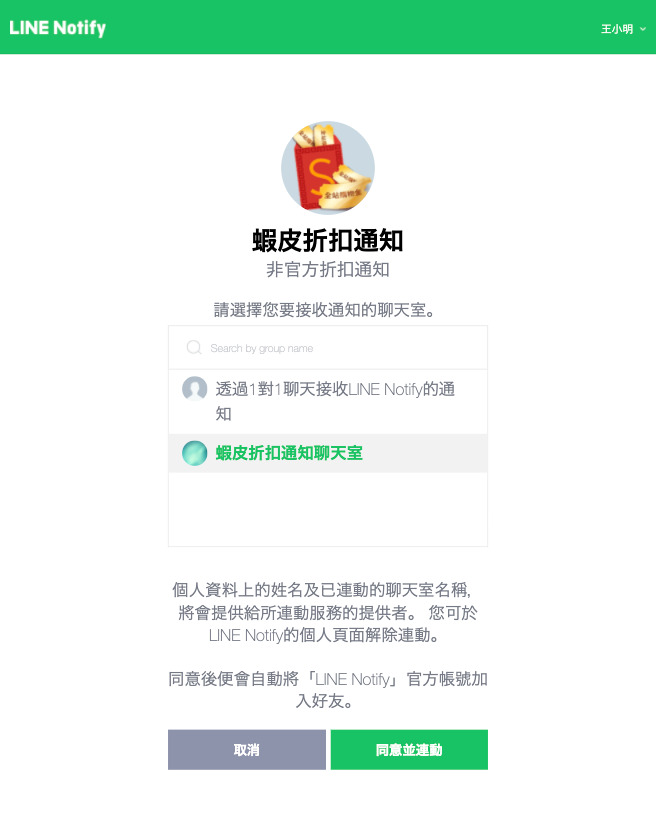 LINE Notify
王小明
蝦皮折扣通知
非官方折扣通知
請選擇您要接收通知的聊天室。
Search by group name
透過1對1聊天接收LINE Notify的通
知
蝦皮折扣通知聊天室
個人資料上的姓名及已連動的聊天室名稱,
將會提供給所連動服務的提供者。 您可於
LINE Notify的個人頁面解除連動。
同意後便會自動將「LINE Notify」官方帳號加
入好友。
取消
同意並連動